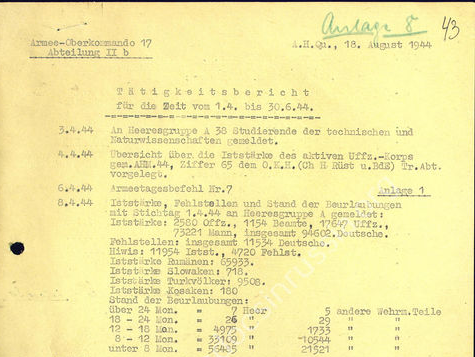 Anlage 8
43
Armee-Oberkommando 17
Abteilung II b
A.H.Qu., 18. August 1944
Tätigkeitsbericht
für die Zeit vom 1.4. bis 30.6.44.
3.4.44 An Heeresgruppe A 38 Studierende der technischen und
Naturwissenschaften gemeldet.
4.4.44 Übersicht über die Iststärke des aktiven Uffz.-Korps
gem.AHM.44, Ziffer 65 dem O.K.H.(Ch H Rüst u.BdE) Tr.Abt.
vorgelegt.
6.4.44 Armeetagesbefehl Nr.7 Anlage 1
8.4.44 Iststärke, Fehlstellen und Stand der Beurlaubungen
mit Stichtag 1.4.44 an Heeresgruppe A gemeldet:
Iststärke: 2580 Offz., 1154 Beamte, 17647 Uffz.,
73221 Mann, insgesamt 94602.Deutsche.
Fehlstellen: insgesamt 11534 Deutsche.
Hiwis: 11954 Istst., 4720 Fehlst.
Iststärke Rumänen: 65933.
Iststärke Slowaken: 718.
Iststärke Turkvölker: 9508.
Iststärke Kosaken: 180
Stand der Beurlaubungen:
über 24 Mon. = 7 Heer 5 andere Wehrm.Teile
18 - 24 Mon. = 26 " 29 "
12 - 18 Mon. = 4975 " 1733 "
8 - 12 Mon. = 33109 " 10544 "
unter 8 Mon. = 56485 " 21521 "